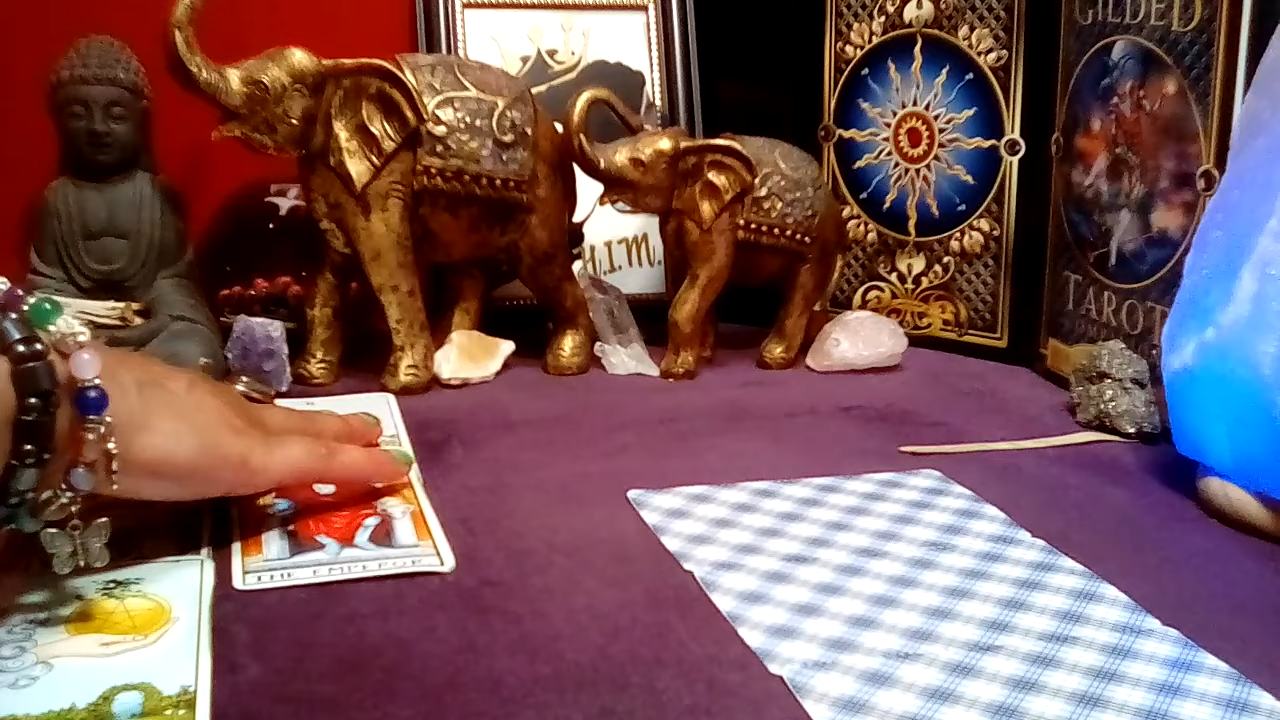 GILDED
TAROT
H.I.M.
THE EMPEROR